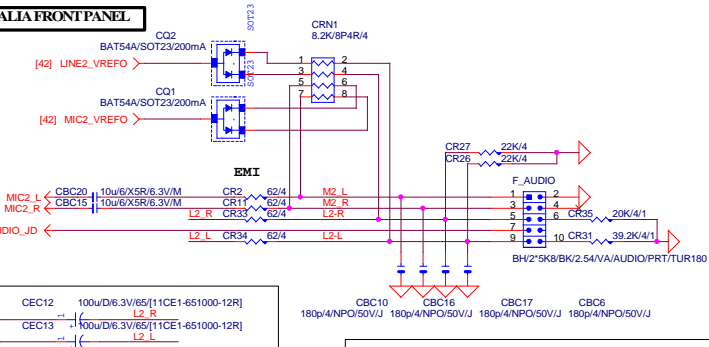 ALIA FRONT PANEL
SOT23
CQ2
BAT54A/SOT23/200mA
[42] LINE2_VREFO
CRN1
8.2K/8P4R/4
1 2
3 4
5 6
7 8
CQ1
BAT54A/SOT23/200mA
[42] MIC2_VREFO
CR27 22K/4
CR26 22K/4
EMI
F_AUDIO
MIC2_L CBC20 10u/6/X5R/6.3V/M CR2 62/4 M2_L
MIC2_R CBC15 10u/6/X5R/6.3V/M CR11 62/4 M2_R
L2_R CR33 62/4 L2-R
UDIO_JD
L2_L CR34 62/4 L2-L
1 2
3 4
5 6 CR35 20K/4/1
7
9 10 CR31 39.2K/4/1
BH/2*5K8/BK/2.54/VA/AUDIO/PRT/TUR180
CBC10 CBC16 CBC17 CBC6
180p/4/NPO/50V/J 180p/4/NPO/50V/J 180p/4/NPO/50V/J 180p/4/NPO/50V/J
CEC12 100u/D/6.3V/65/[11CE1-651000-12R]
L2_R
CEC13 100u/D/6.3V/65/[11CE1-651000-12R]
L2_L